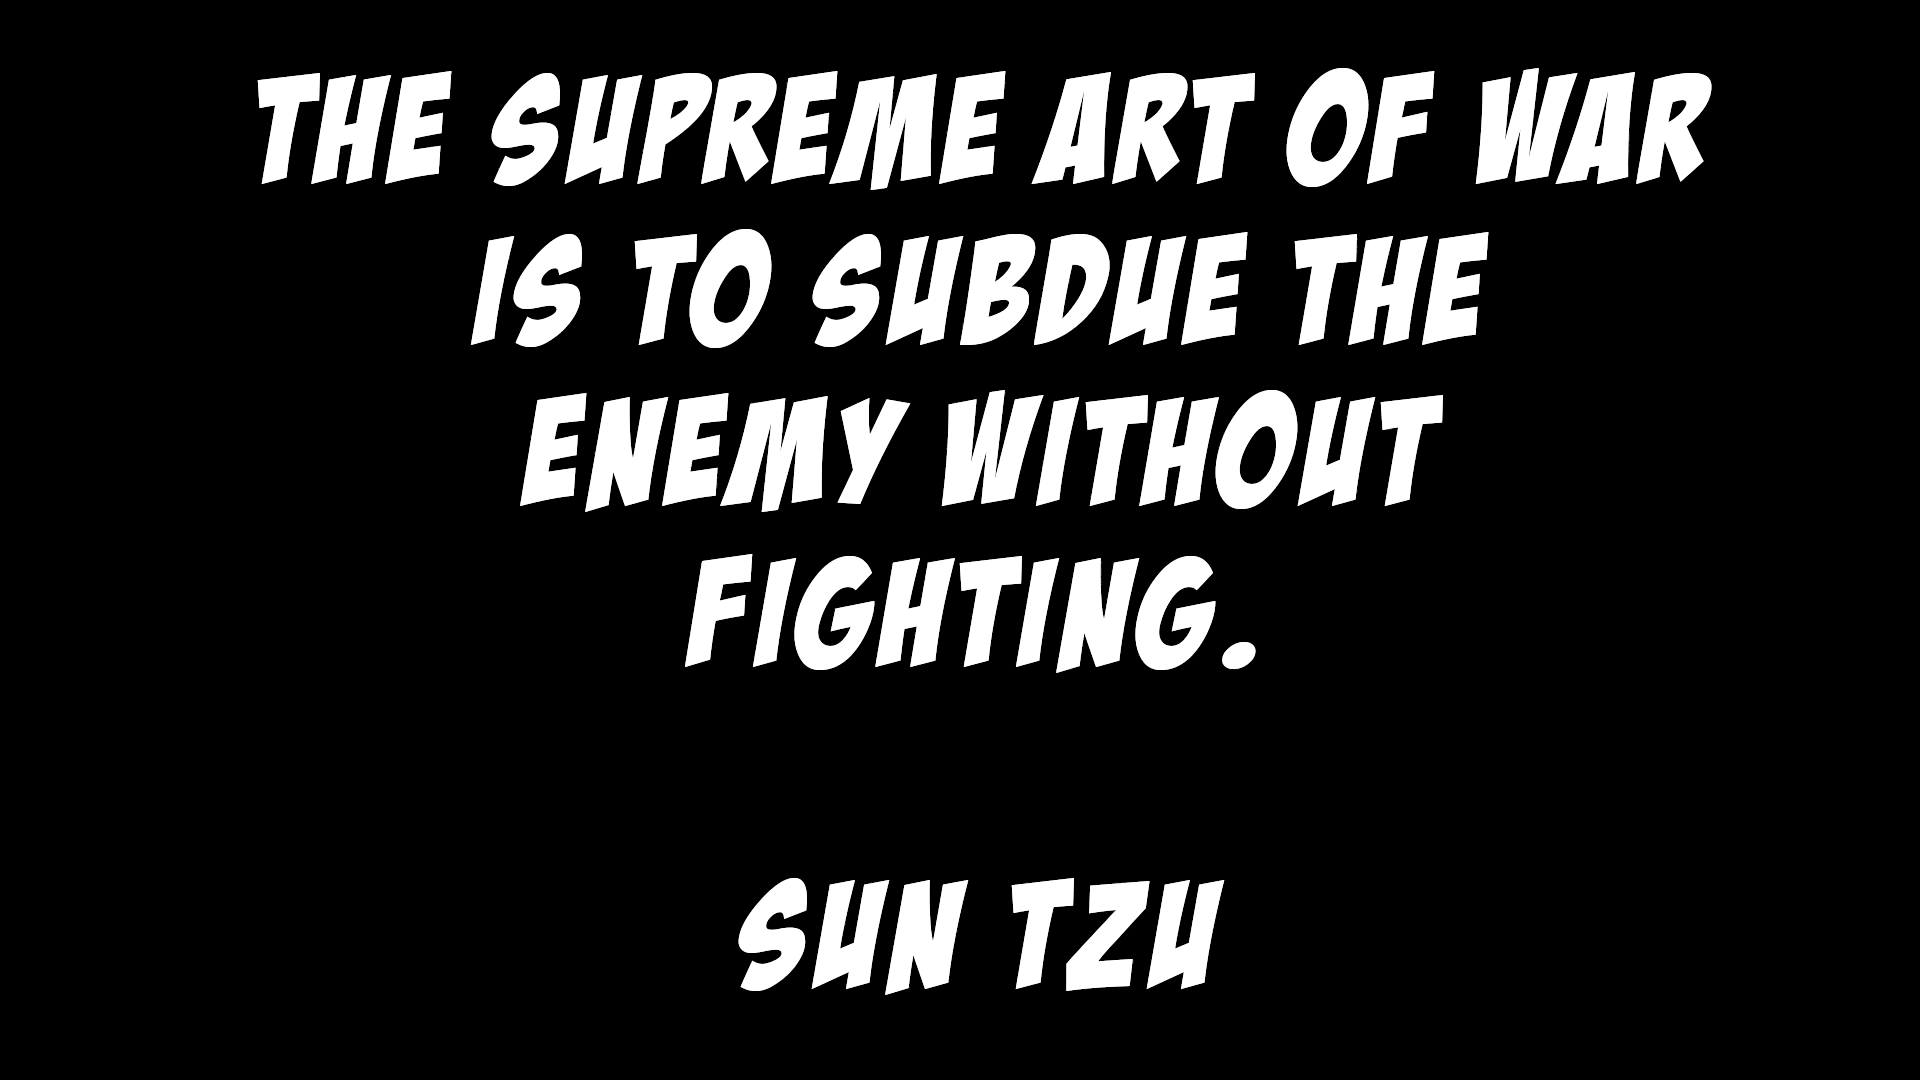 THE SUPREME ART OF WAR
IS TO SUBDUE THE
ENEMY WITHOUT
FIGHTING.
SUN TZU